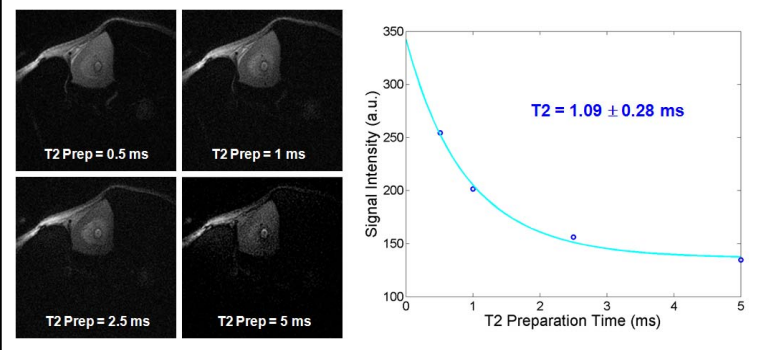 T2 Prep = 0.5 ms
T2 Prep = 1 ms
T2 Prep = 2.5 ms
T2 Prep = 5 ms
350
300
250
200
150
100
Signal Intensity (a.u.)
T2 = 1.09 ± 0.28 ms
0 1 2 3 4 5
T2 Preparation Time (ms)